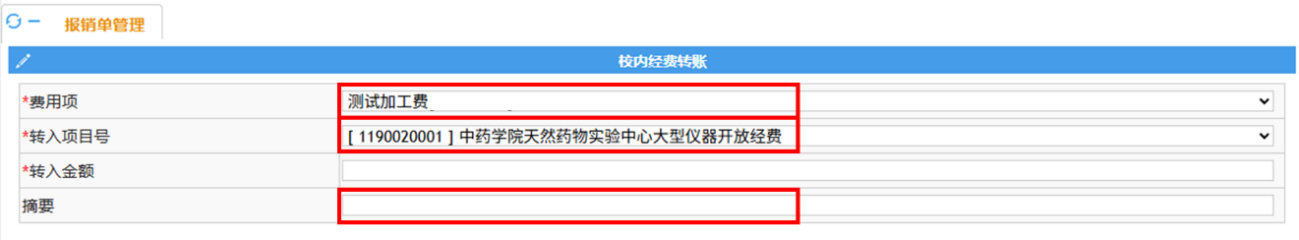 报销单管理
校内经费转账
*费用项 测试加工费
*转入项目号 [ 1190020001 ] 中药学院天然药物实验中心大型仪器开放经费
*转入金额
摘要